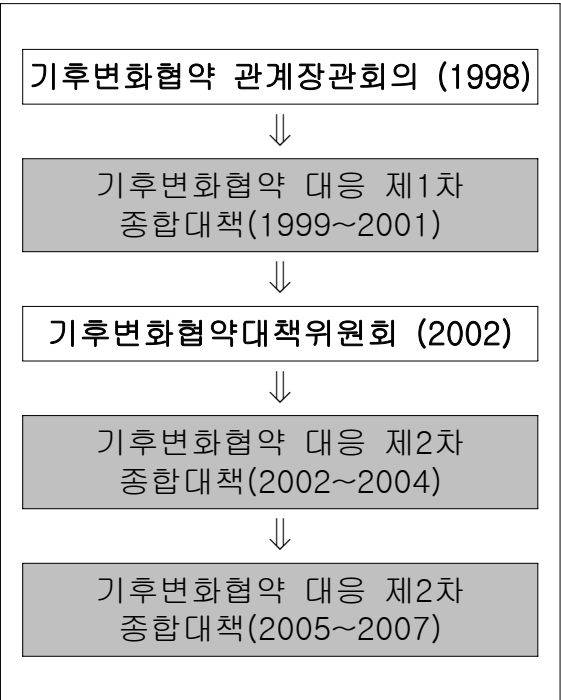 기후변화협약 관계장관회의 (1998)
⇓
기후변화협약 대응 제1차
종합대책(1999~2001)
⇓
기후변화협약대책위원회 (2002)
⇓
기후변화협약 대응 제2차
종합대책(2002~2004)
⇓
기후변화협약 대응 제2차
종합대책(2005~2007)